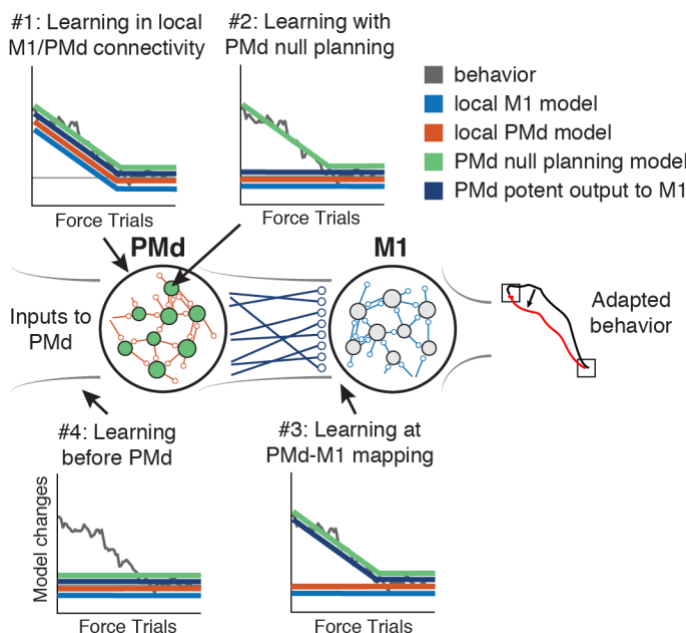 #1: Learning in local
M1/PMd connectivity
#2: Learning with
PMd null planning
behavior
local M1 model
local PMd model
PMd null planning model
PMd potent output to M1
Force Trials
Force Trials
PMd
M1
Inputs to
PMd
Adapted
behavior
#4: Learning
before PMd
#3: Learning at
PMd-M1 mapping
Model changes
Force Trials
Force Trials